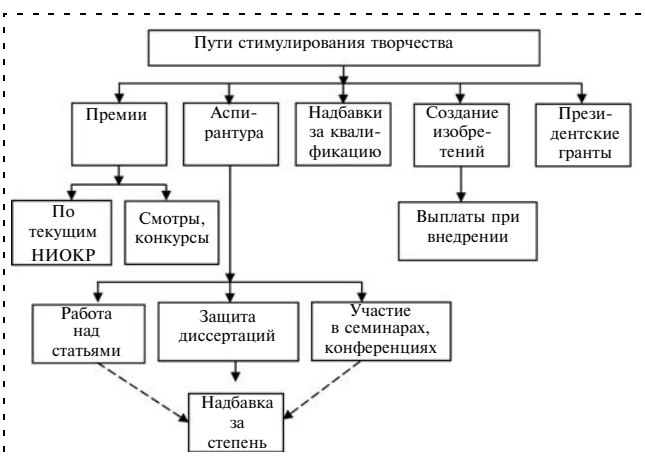 Пути стимулирования творчества
Премии
Аспи-
рантура
Надбавки
за квали-
фикацию
Создание
изобре-
тений
Прези-
дентские
гранты
По
текущим
НИОКР
Смотры,
конкурсы
Выплаты при
внедрении
Работа
над
статьями
Защита
диссертаций
Участие
в семинарах,
конференциях
Надбавка
за
степень